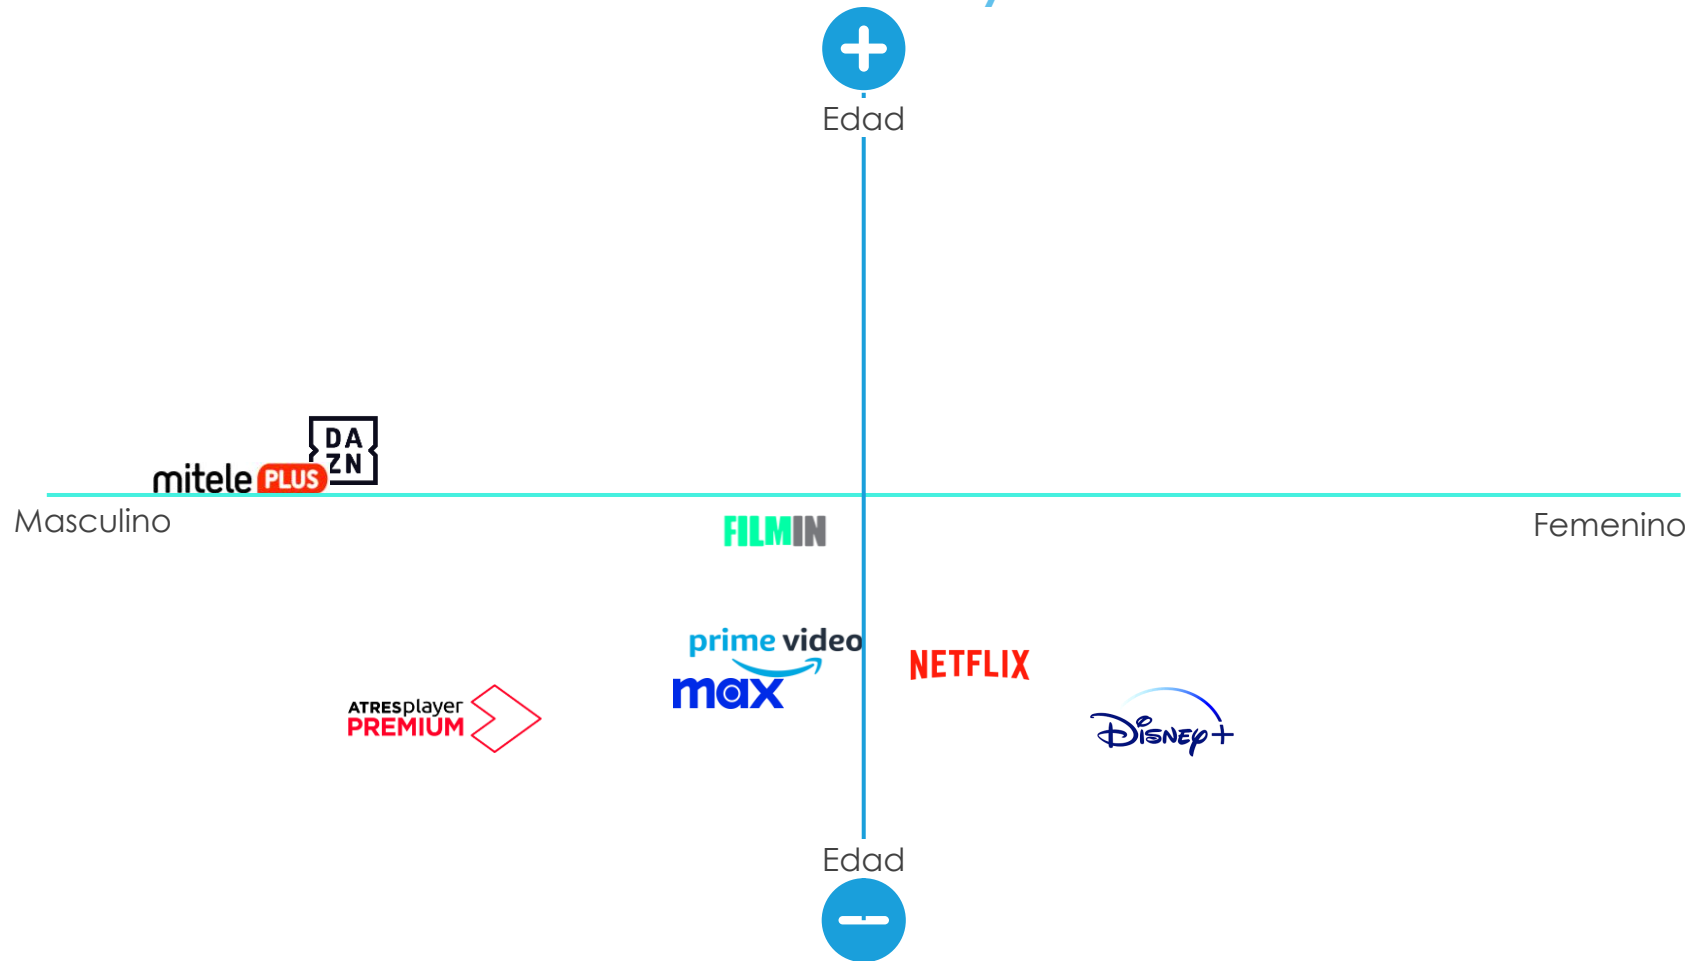 Edad
DA
ZN
mitele PLUS
Masculino
Femenino
FILMIN
prime video
NETFLIX
max
ATRESplayer
PREMIUM
Disney+
Edad